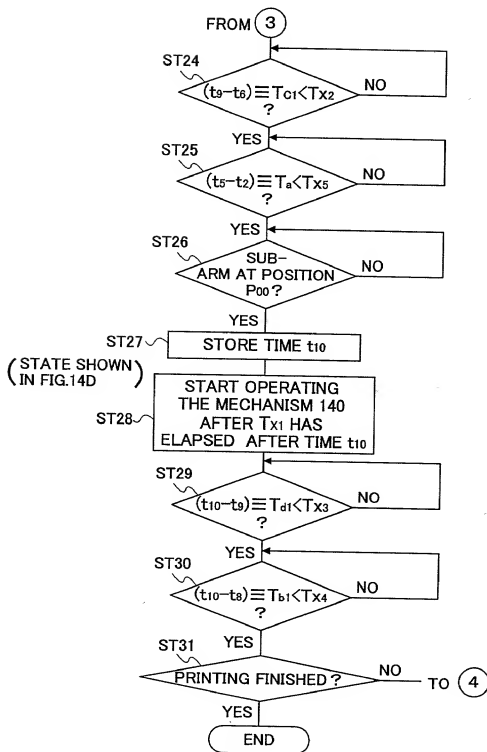 FROM 3
ST24
(t9-t6)≡TC1<TX2
?
NO
YES
ST25
(t5-t2)≡Ta<TX5
?
NO
YES
ST26
SUB-
ARM AT POSITION
P00?
NO
YES
ST27
STORE TIME t10
(STATE SHOWN
IN FIG.14D)
ST28
START OPERATING
THE MECHANISM 140
AFTER TX1 HAS
ELAPSED AFTER TIME t10
ST29
(t10-t9)≡Td1<TX3
?
NO
YES
ST30
(t10-t8)≡Tb1<TX4
?
NO
YES
ST31
PRINTING FINISHED?
NO
TO 4
YES
END